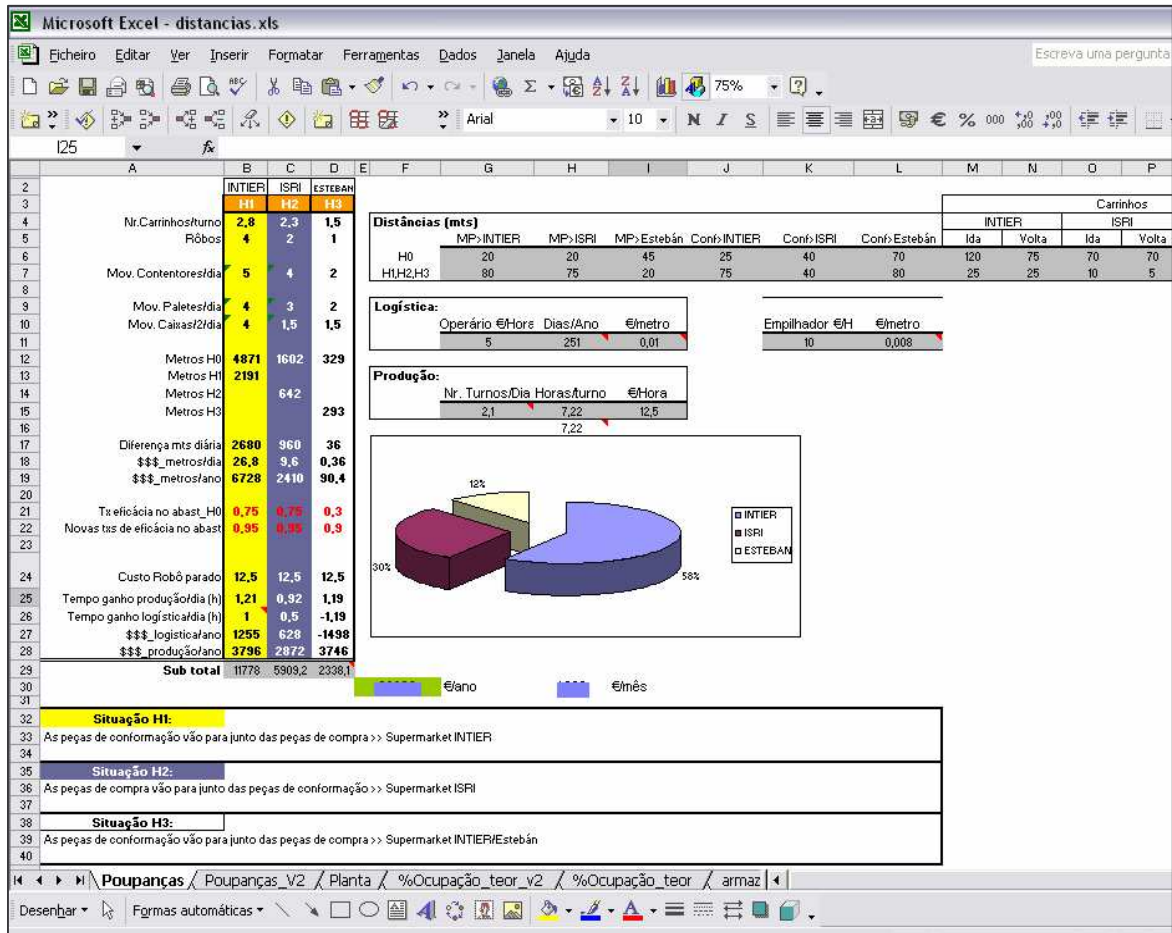 Microsoft Excel - distancias.xls
Ficheiro Editar Ver Inserir Formatar Ferramentas Dados Janela Ajuda Escreva uma pergunta
75%
Arial 10 N I S € % 000
I25 fx
A B C D E F G H I J K L M N O P
2 INTIER ISRI ESTEBAN
3 H1 H2 H3 Carrinhos
4 Nr.Carrinhos/turno 2,8 2,3 1,5 Distâncias (mts) INTIER ISRI
5 Rôbos 4 2 1 MP>INTIER MP>ISRI MP>Estebán Conf>INTIER Conf>ISRI Conf>Estebán Ida Volta Ida Volta
6 H0 20 20 45 25 40 70 120 75 70 70
7 Mov. Contentores/dia 5 4 2 H1,H2,H3 80 75 20 75 40 80 25 25 10 5
8
9 Mov. Paletes/dia 4 3 2 Logística:
10 Mov. Caixas/2/dia 4 1,5 1,5 Operário €/Hora Dias/Ano €/metro Empilhador €/H €/metro
11 5 251 0,01 10 0,008
12 Metros H0 4871 1602 329
13 Metros H1 2191 Produção:
14 Metros H2 642 Nr. Turnos/Dia Horas/turno €/Hora
15 Metros H3 293 2,1 7,22 12,5
16 7,22
17 Diferença mts diária 2680 960 36
18 $$$_metros/dia 26,8 9,6 0,36
19 $$$_metros/ano 6728 2410 90,4
20
21 Tx eficácia no abast_H0 0,75 0,75 0,3
22 Novas txs de eficácia no abast 0,95 0,95 0,9
23
24 Custo Robô parado 12,5 12,5 12,5
25 Tempo ganho produção/dia (h) 1,21 0,92 1,19
26 Tempo ganho logística/dia (h) 1 0,5 -1,19
27 $$$_logistica/ano 1255 628 -1498
28 $$$_produção/ano 3796 2872 3746
12%
30%
58%
INTIER
ISRI
ESTEBAN
29 Sub total 11778 5909,2 2338,1
30 €/ano €/mês
31
32 Situação H1:
33 As peças de conformação vão para junto das peças de compra >> Supermarket INTIER
34
35 Situação H2:
36 As peças de compra vão para junto das peças de conformação >> Supermarket ISRI
37
38 Situação H3:
39 As peças de conformação vão para junto das peças de compra >> Supermarket INTIER/Estebán
40
Poupanças / Poupanças_V2 / Planta / %Ocupação_teor_v2 / %Ocupação_teor / armaz
Desenhar Formas automáticas